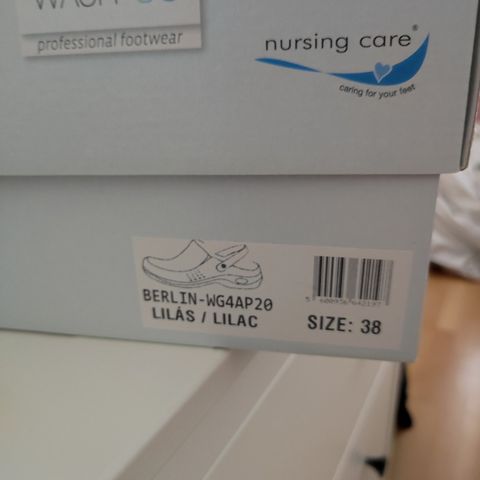 professional footwear
nursing care®
caring for your feet
BERLIN-WG4AP20
LILÁS / LILAC
SIZE: 38